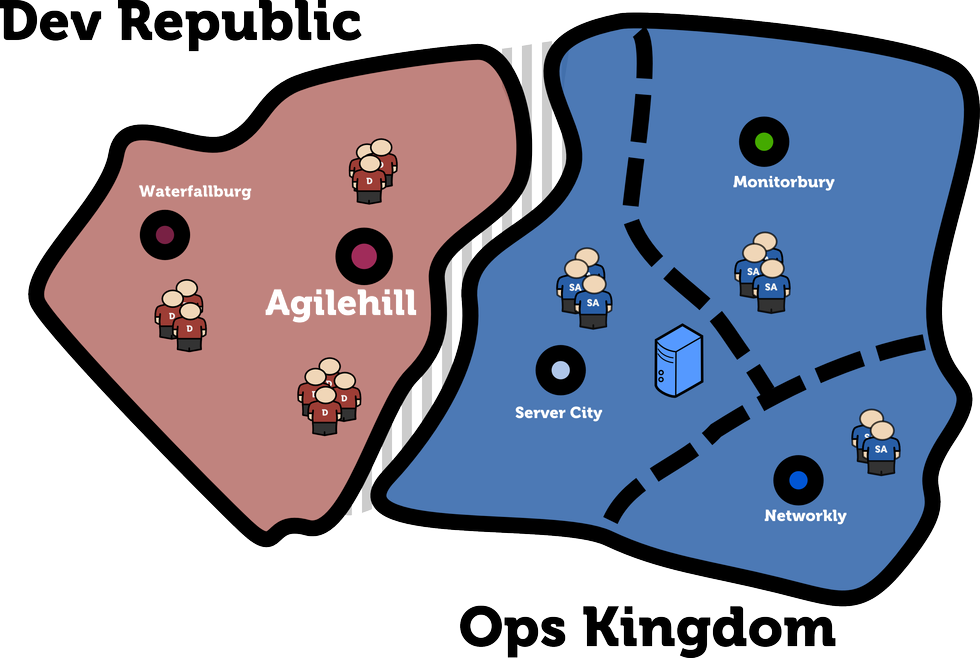 Dev Republic
Waterfallburg
Agilehill
D
D
D
D
D
D
D
Monitorbury
SA
SA
SA
SA
Server City
SA
Networkly
Ops Kingdom